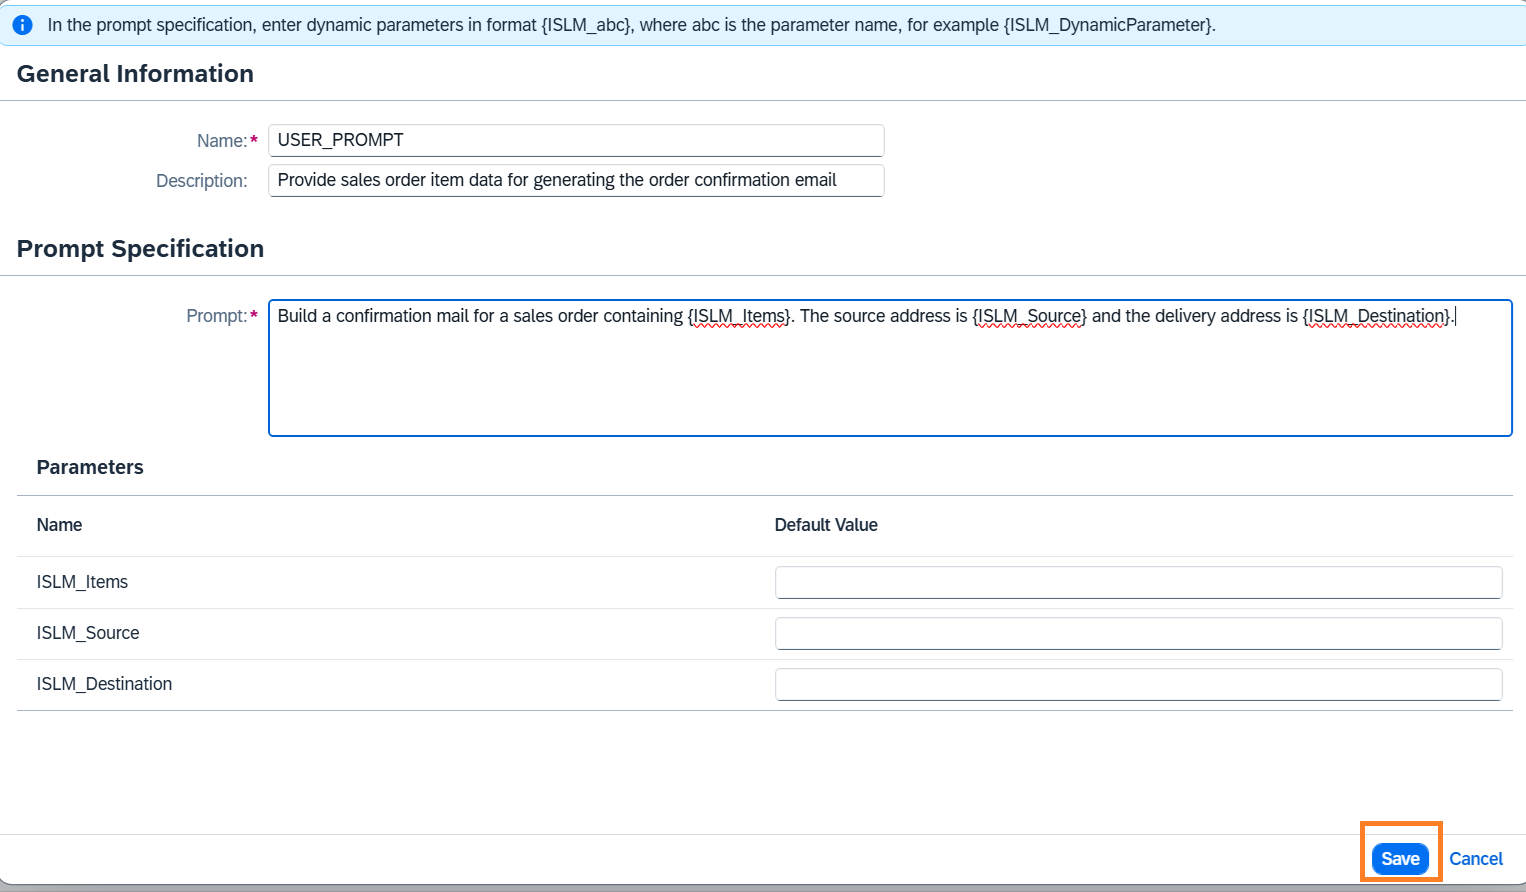 In the prompt specification, enter dynamic parameters in format {ISLM_abc}, where abc is the parameter name, for example {ISLM_DynamicParameter}.
General Information
Name:* USER_PROMPT
Description: Provide sales order item data for generating the order confirmation email
Prompt Specification
Prompt:* Build a confirmation mail for a sales order containing {ISLM_Items}. The source address is {ISLM_Source} and the delivery address is {ISLM_Destination}.
Parameters
Name Default Value
ISLM_Items
ISLM_Source
ISLM_Destination
Save Cancel